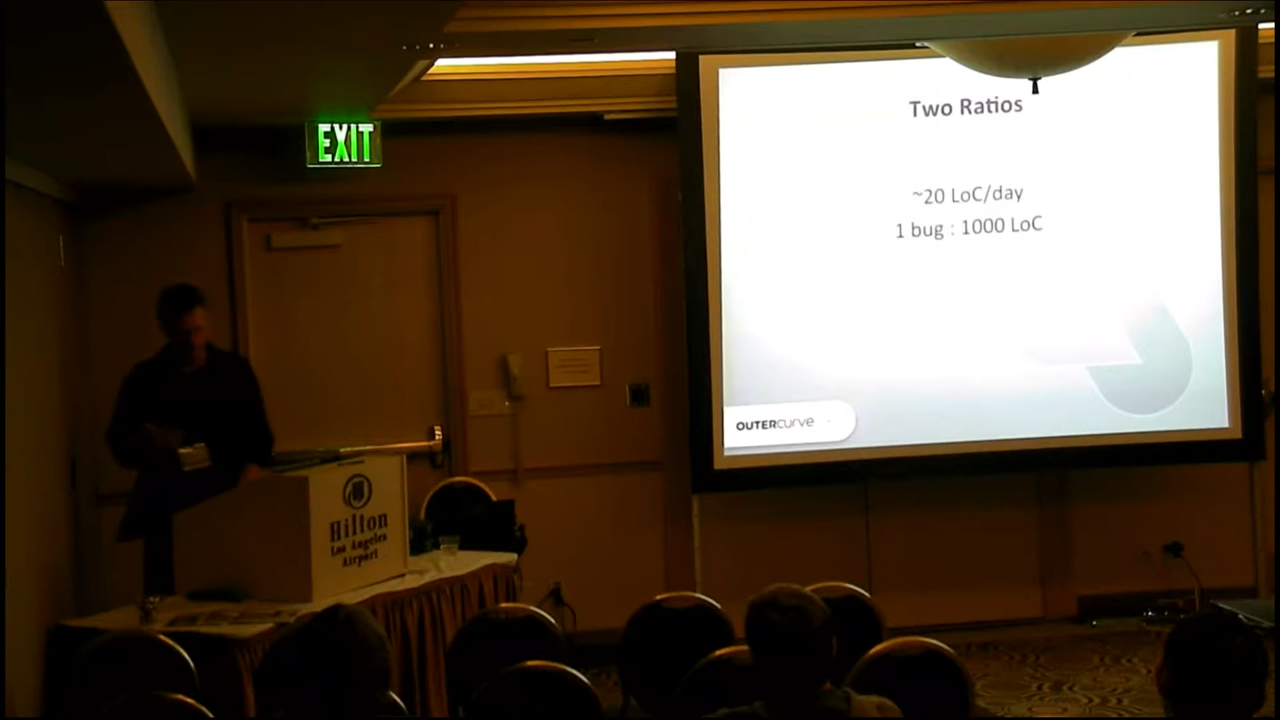 EXIT
Two Ratios
~20 LoC/day
1 bug : 1000 LoC
OUTERCURVE
Hilton
Los Angeles
Airport